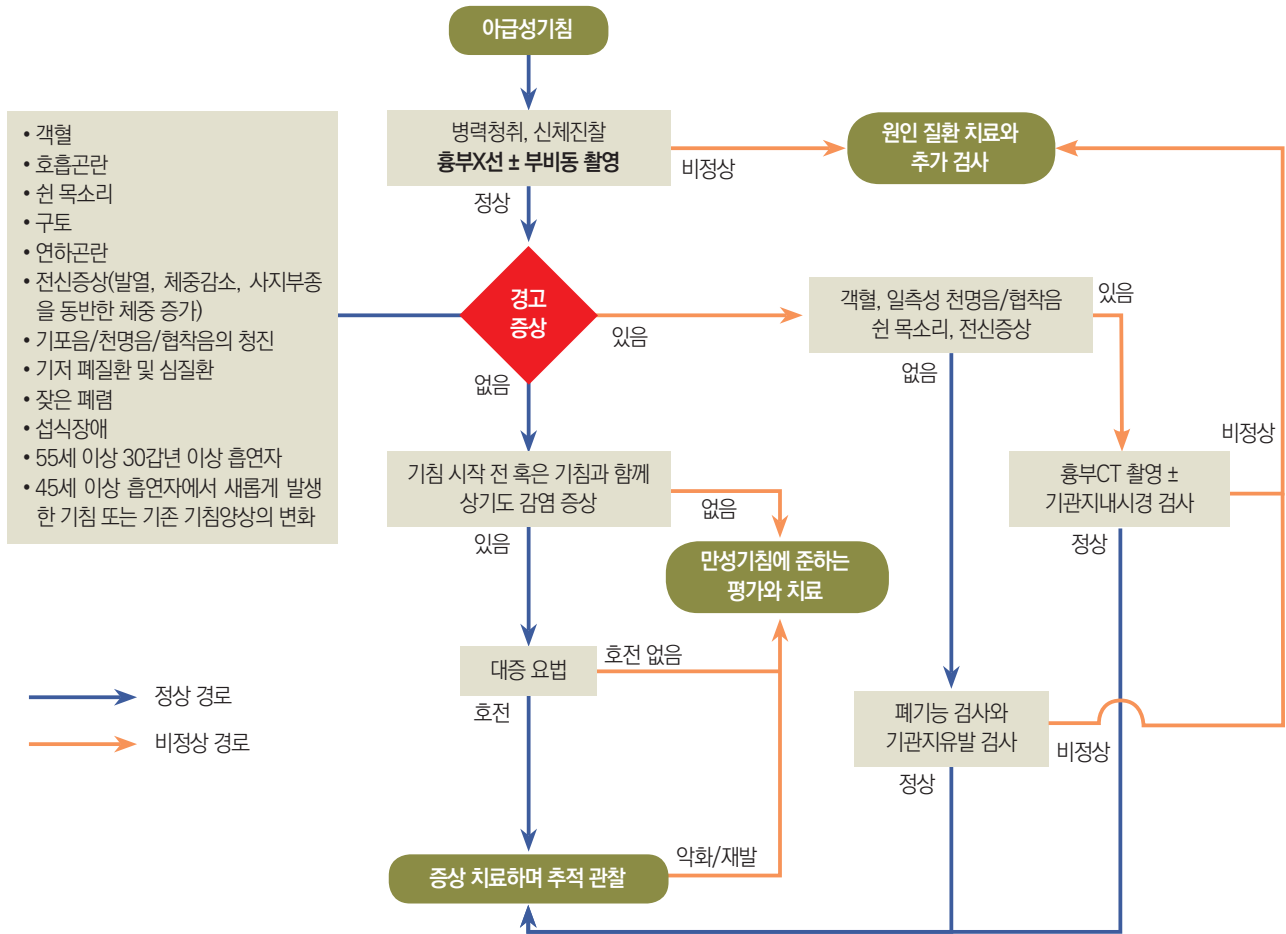 아급성기침
병력청취, 신체진찰
흉부X선 ± 부비동 촬영
비정상
원인 질환 치료와
추가 검사
정상
• 객혈
• 호흡곤란
• 쉰 목소리
• 구토
• 연하곤란
• 전신증상(발열, 체중감소, 사지부종
을 동반한 체중 증가)
• 기포음/천명음/협착음의 청진
• 기저 폐질환 및 심질환
• 잦은 폐렴
• 섭식장애
• 55세 이상 30갑년 이상 흡연자
• 45세 이상 흡연자에서 새롭게 발생
한 기침 또는 기존 기침양상의 변화
경고
증상
있음
없음
객혈, 일측성 천명음/협착음
쉰 목소리, 전신증상
있음
없음
기침 시작 전 혹은 기침과 함께
상기도 감염 증상
없음
있음
흉부CT 촬영 ±
기관지내시경 검사
비정상
정상
만성기침에 준하는
평가와 치료
대증 요법
호전 없음
호전
폐기능 검사와
기관지유발 검사
비정상
정상
정상 경로
비정상 경로
증상 치료하며 추적 관찰
악화/재발